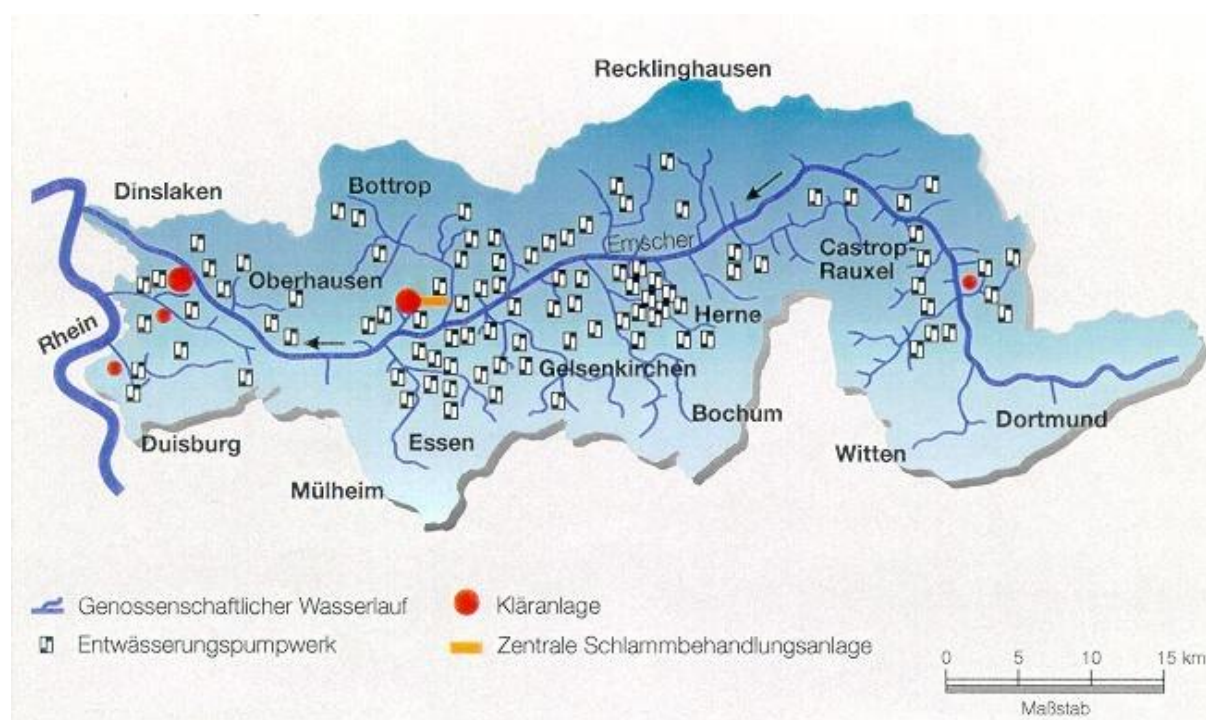 Recklinghausen
Dinslaken
Bottrop
Emscher
Castrop-
Rauxel
Oberhausen
Rhein
Herne
Gelsenkirchen
Bochum
Dortmund
Duisburg
Essen
Witten
Mülheim
Genossenschaftlicher Wasserlauf
Kläranlage
Entwässerungspumpwerk
Zentrale Schlammbehandlungsanlage
0 5 10 15 km
Maßstab